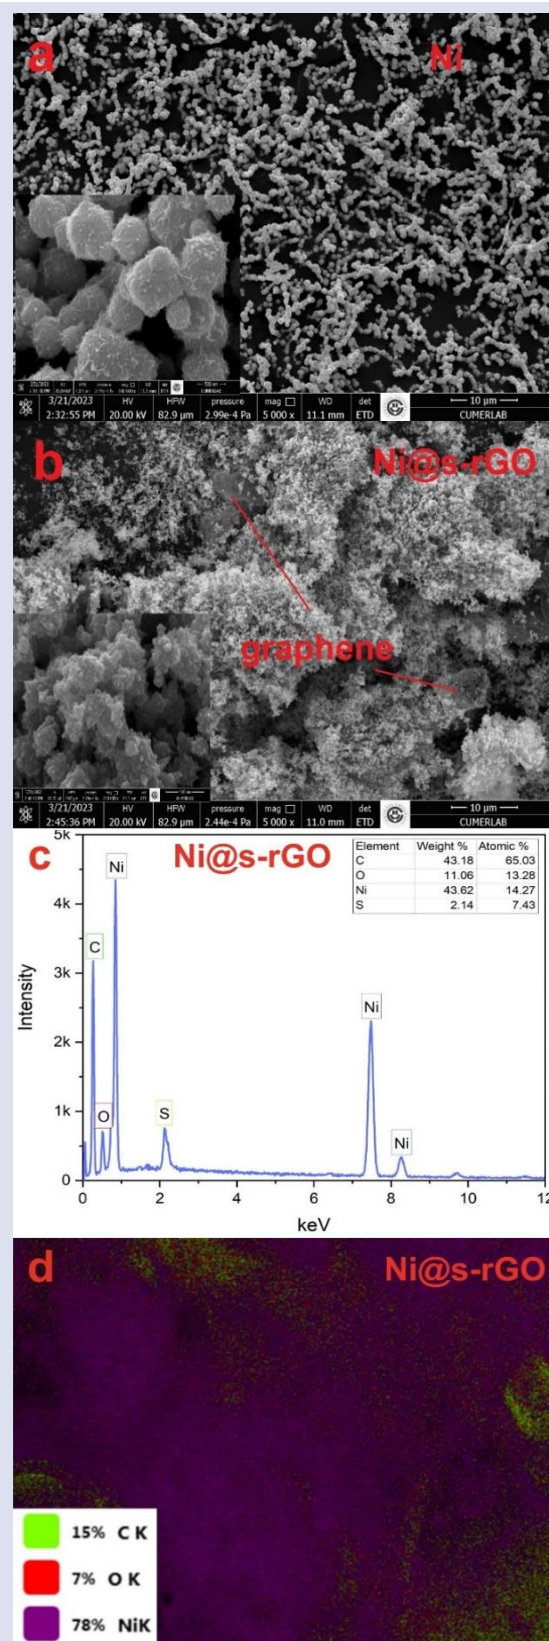 a
Ni
3/21/2023 HV HFW pressure mag WD det
2:32:55 PM 20.00 kV 82.9 µm 2.99e-4 Pa 5 000 x 11.1 mm ETD
10 µm
CUMERLAB
b
Ni@s-rGO
graphene
3/21/2023 HV HFW pressure mag WD det
2:45:36 PM 20.00 kV 82.9 µm 2.44e-4 Pa 5 000 x 11.0 mm ETD
10 µm
CUMERLAB
c
Ni@s-rGO
Element Weight % Atomic %
C 43.18 65.03
O 11.06 13.28
Ni 43.62 14.27
S 2.14 7.43
5k
4k
3k
2k
1k
0
Intensity
C
O
Ni
S
Ni
Ni
0 2 4 6 8 10 12
keV
d
Ni@s-rGO
15% C K
7% O K
78% NiK